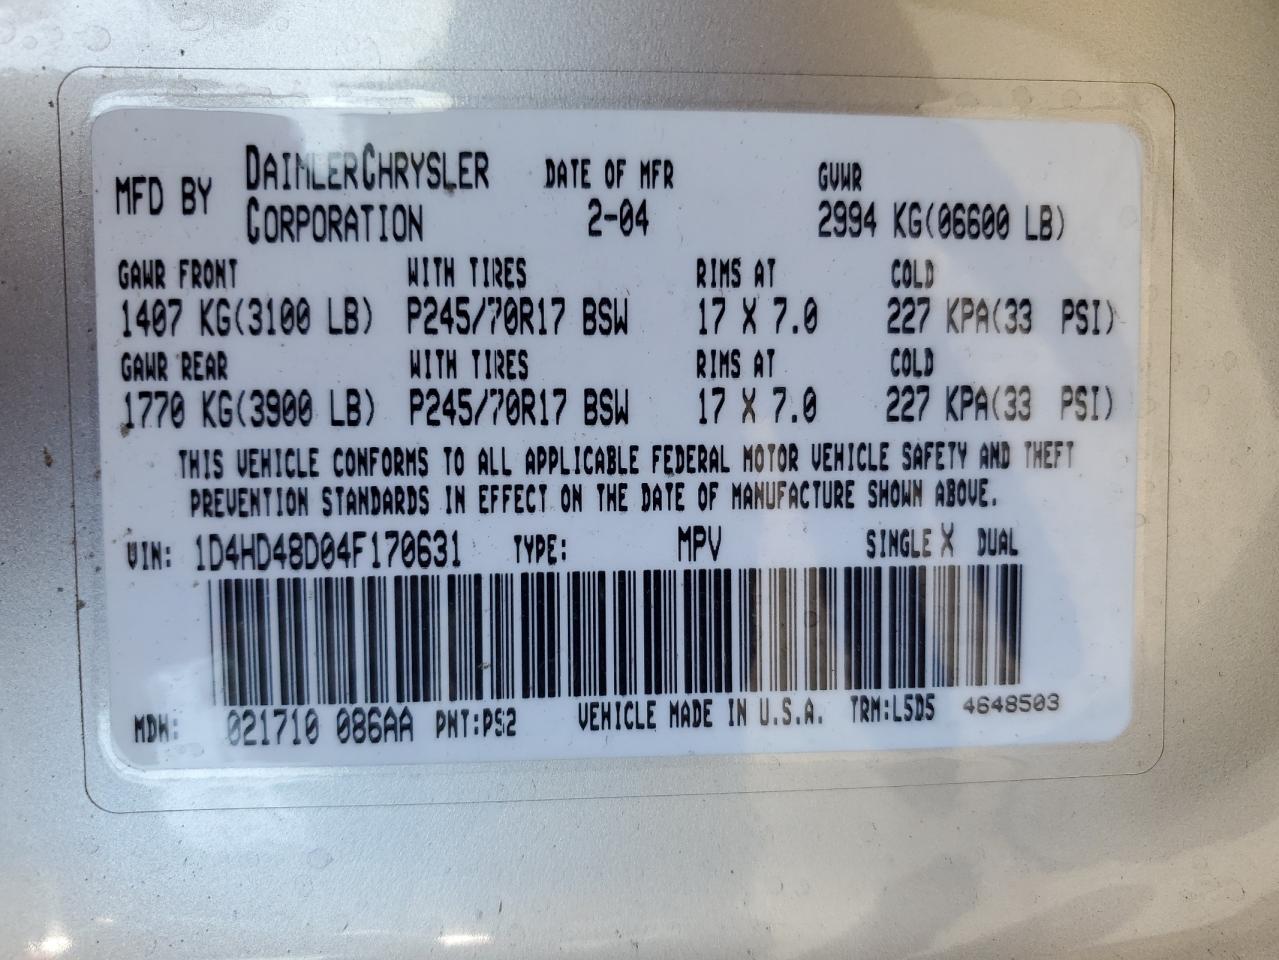 MFD BY DAIMLERCHRYSLER CORPORATION DATE OF MFR 2-04 GVWR 2994 KG(06600 LB)
GAWR FRONT WITH TIRES RIMS AT COLD
1407 KG(3100 LB) P245/70R17 BSW 17 X 7.0 227 KPA(33 PSI)
GAWR REAR WITH TIRES RIMS AT COLD
1770 KG(3900 LB) P245/70R17 BSW 17 X 7.0 227 KPA(33 PSI)
THIS VEHICLE CONFORMS TO ALL APPLICABLE FEDERAL MOTOR VEHICLE SAFETY AND THEFT
PREVENTION STANDARDS IN EFFECT ON THE DATE OF MANUFACTURE SHOWN ABOVE.
VIN: 1D4HD48D04F170631 TYPE: MPV SINGLE X DUAL
MDH: 021710 086AA PNT:PS2 VEHICLE MADE IN U.S.A. TRM:L5D5 4648503